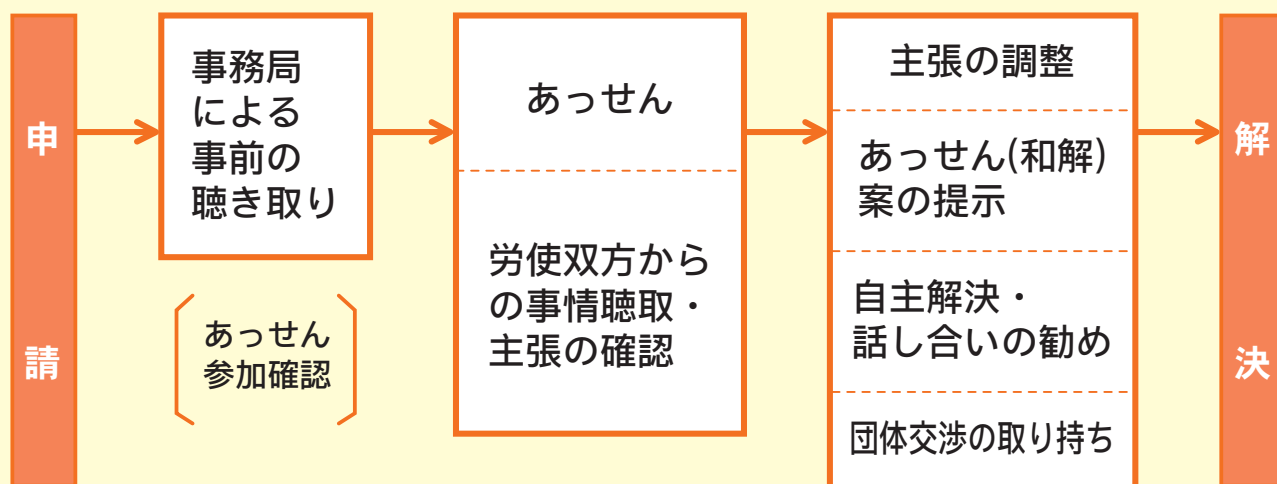 申請
事務局
による
事前の
聴き取り
あっせん
参加確認
あっせん
労使双方から
の事情聴取・
主張の確認
主張の調整
あっせん(和解)
案の提示
自主解決・
話し合いの勧め
団体交渉の取り持ち
解決